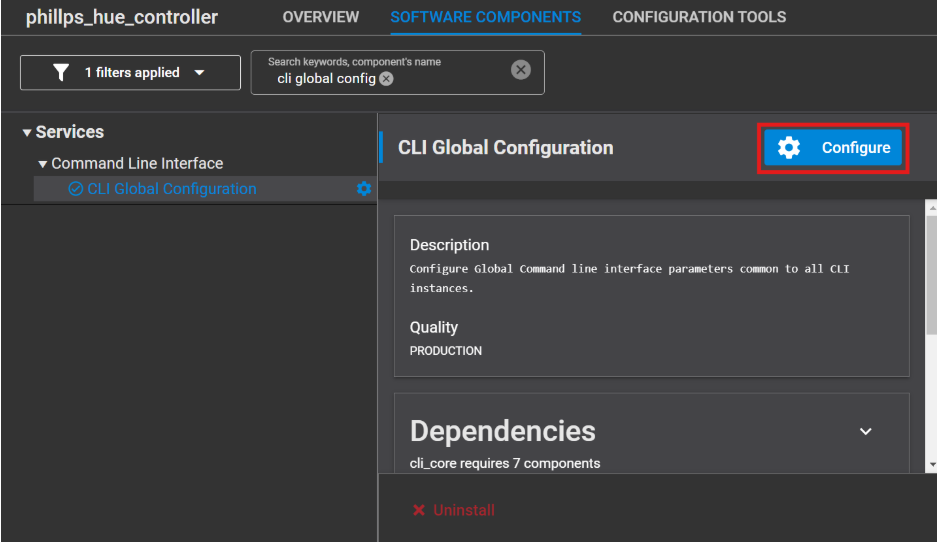 phillps_hue_controller OVERVIEW SOFTWARE COMPONENTS CONFIGURATION TOOLS
1 filters applied
Search keywords, component's name
cli global config
Services
Command Line Interface
CLI Global Configuration
CLI Global Configuration
Configure
Description
Configure Global Command line interface parameters common to all CLI
instances.
Quality
PRODUCTION
Dependencies
cli_core requires 7 components
Uninstall